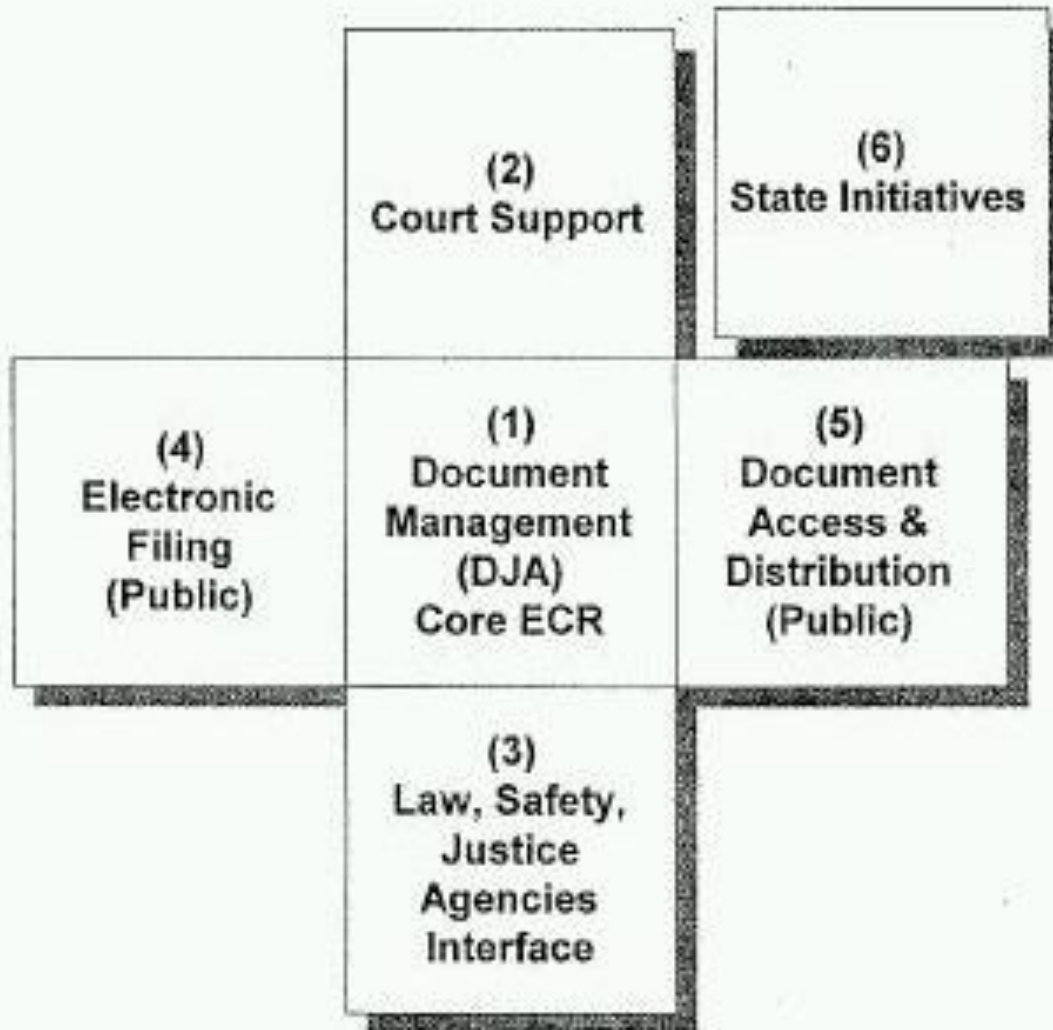 (2)
Court Support
(6)
State Initiatives
(4)
Electronic
Filing
(Public)
(1)
Document
Management
(DJA)
Core ECR
(5)
Document
Access &
Distribution
(Public)
(3)
Law, Safety,
Justice
Agencies
Interface